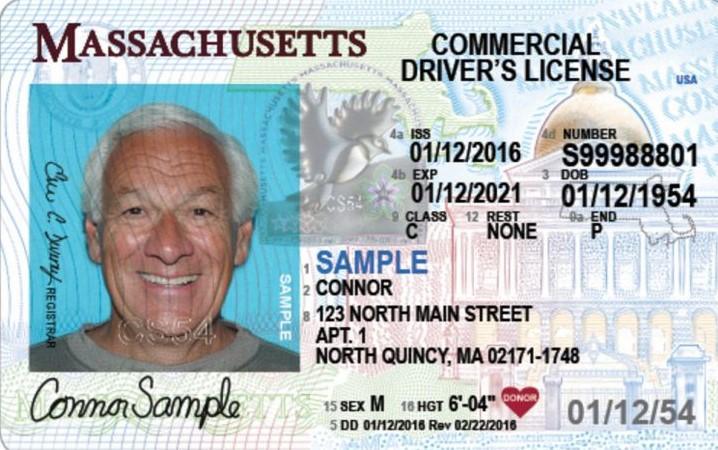 MASSACHUSETTS
COMMERCIAL
DRIVER'S LICENSE
USA
4a ISS
01/12/2016
4d NUMBER
S99988801
4b EXP
01/12/2021
3 DOB
01/12/1954
9 CLASS
C
12 REST
NONE
9a END
P
1 SAMPLE
2 CONNOR
8 123 NORTH MAIN STREET
APT. 1
NORTH QUINCY, MA 02171-1748
15 SEX M 16 HGT 6'-04"
DONOR
5 DD 01/12/2016 Rev 02/22/2016
01/12/54
REGISTRAR
SAMPLE
CS54
CS54
Connor Sample